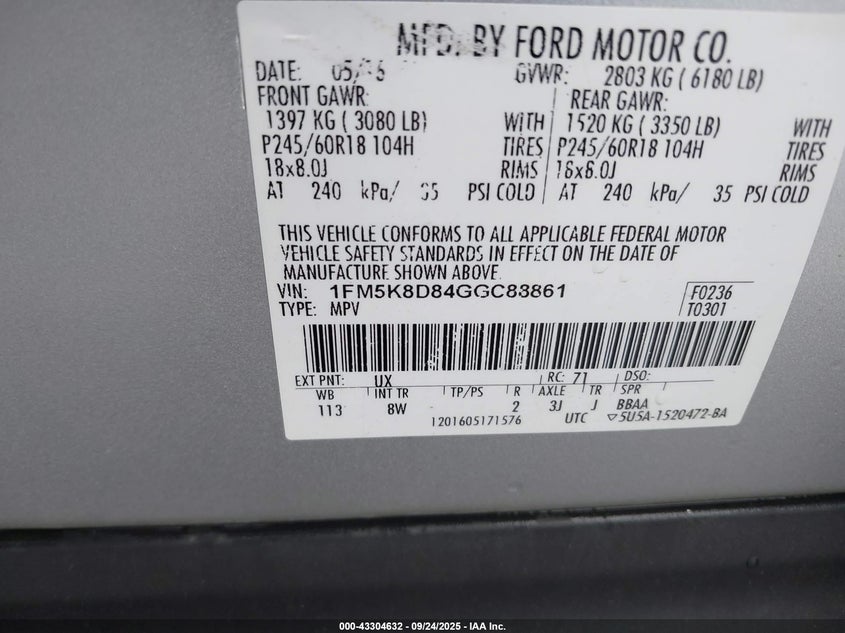 MFD. BY FORD MOTOR CO.
DATE: 05/16 GVWR: 2803 KG ( 6180 LB)
FRONT GAWR: REAR GAWR:
1397 KG ( 3080 LB) WITH 1520 KG ( 3350 LB) WITH
P245/60R18 104H TIRES P245/60R18 104H TIRES
18x8.0J RIMS 18x8.0J RIMS
AT 240 kPa/ 35 PSI COLD AT 240 kPa/ 35 PSI COLD
THIS VEHICLE CONFORMS TO ALL APPLICABLE FEDERAL MOTOR
VEHICLE SAFETY STANDARDS IN EFFECT ON THE DATE OF
MANUFACTURE SHOWN ABOVE.
VIN: 1FM5K8D84GGC83861 F0236
TYPE: MPV T0301
EXT PNT: UX RC: 71 DSO:
WB INT TR TP/PS R AXLE TR SPR
113 8W 2 3J J BBAA
1201605171576 UTC ▽5U5A-1520472-BA
000-43304632 - 09/24/2025 - IAA Inc.